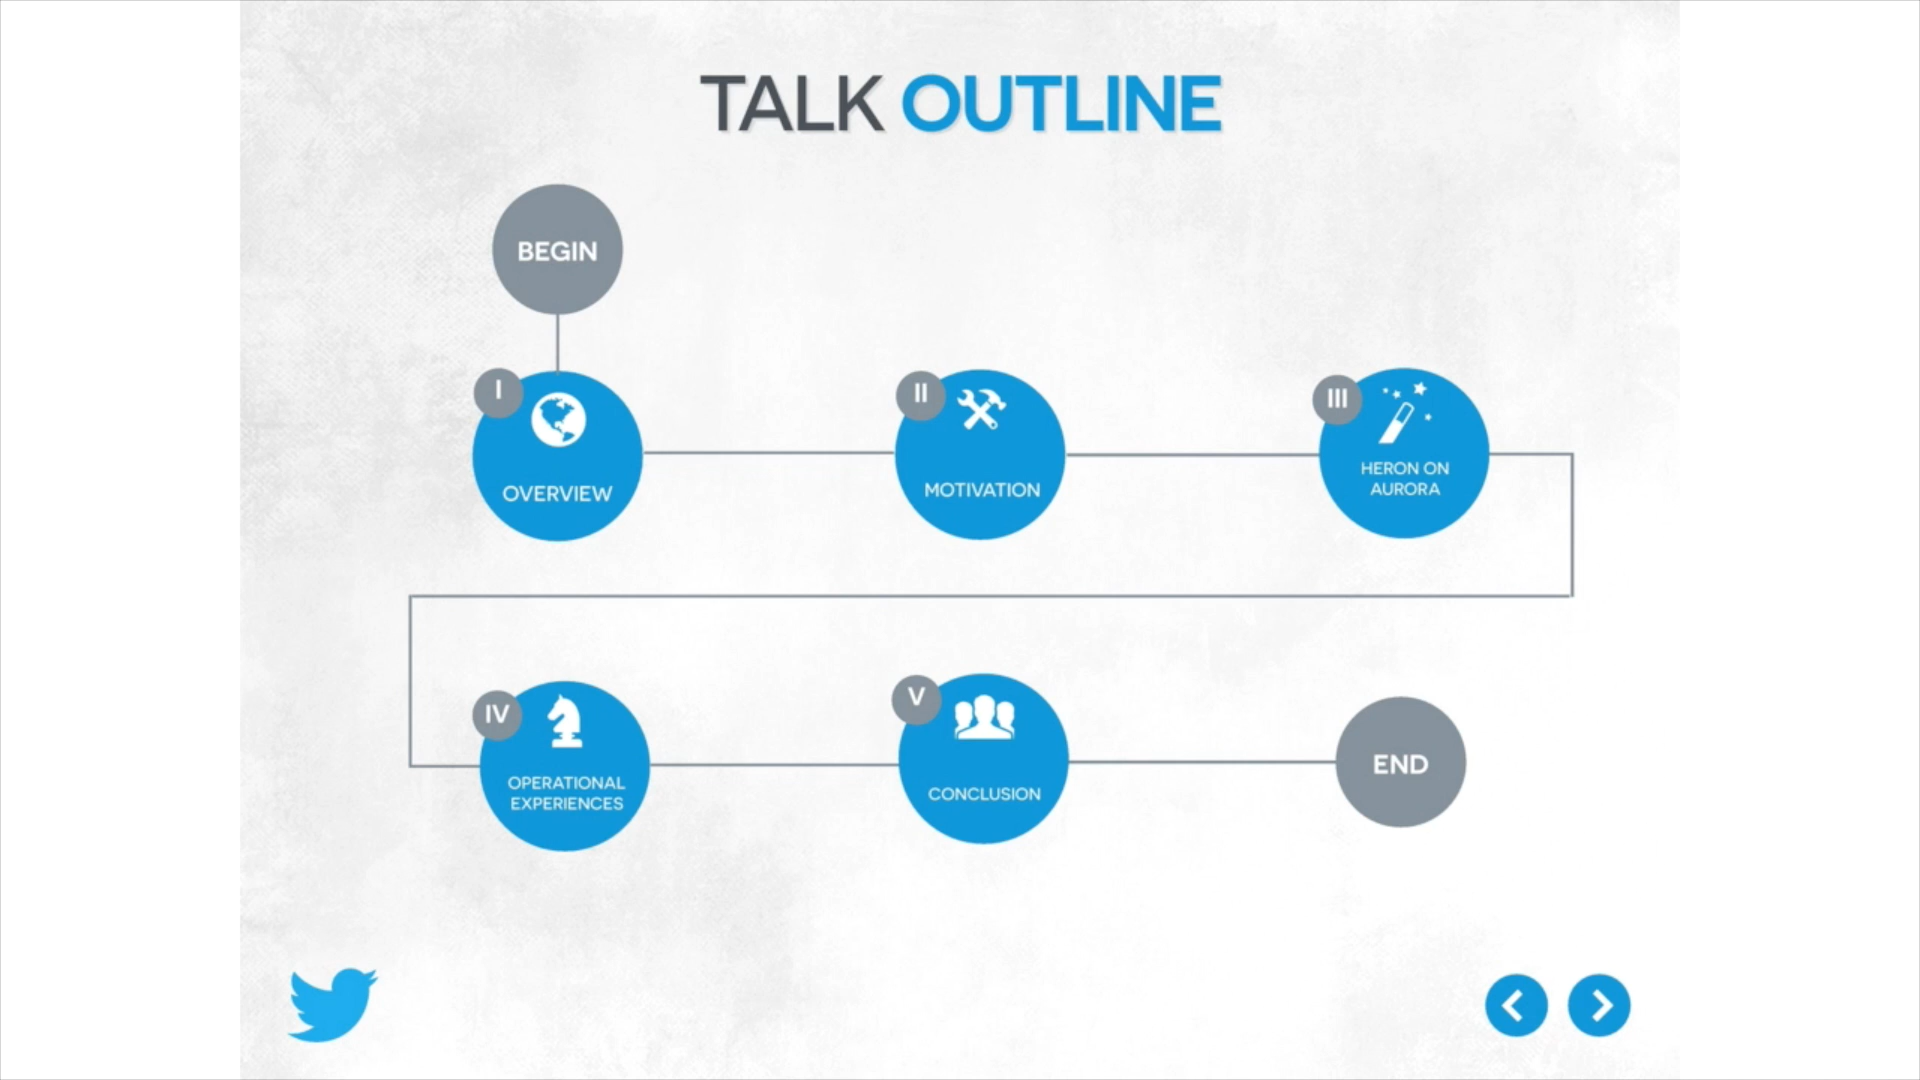 TALK OUTLINE
BEGIN
I
OVERVIEW
II
MOTIVATION
III
HERON ON
AURORA
IV
OPERATIONAL
EXPERIENCES
V
CONCLUSION
END